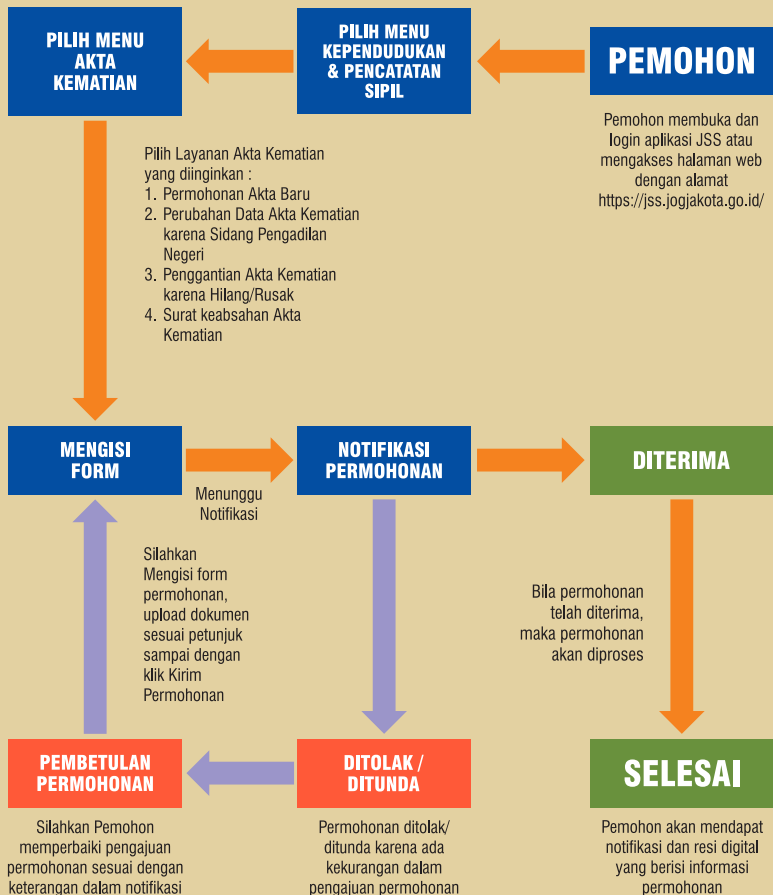 PEMOHON
Pemohon membuka dan
login aplikasi JSS atau
mengakses halaman web
dengan alamat
https://jss.jogjakota.go.id/
PILIH MENU
KEPENDUDUKAN
& PENCATATAN
SIPIL
PILIH MENU
AKTA
KEMATIAN
Pilih Layanan Akta Kematian
yang diinginkan :
1. Permohonan Akta Baru
2. Perubahan Data Akta Kematian
karena Sidang Pengadilan
Negeri
3. Penggantian Akta Kematian
karena Hilang/Rusak
4. Surat keabsahan Akta
Kematian
MENGISI
FORM
Silahkan
Mengisi form
permohonan,
upload dokumen
sesuai petunjuk
sampai dengan
klik Kirim
Permohonan
Menunggu
Notifikasi
NOTIFIKASI
PERMOHONAN
DITERIMA
Bila permohonan
telah diterima,
maka permohonan
akan diproses
SELESAI
Pemohon akan mendapat
notifikasi dan resi digital
yang berisi informasi
permohonan
DITOLAK /
DITUNDA
Permohonan ditolak/
ditunda karena ada
kekurangan dalam
pengajuan permohonan
PEMBETULAN
PERMOHONAN
Silahkan Pemohon
memperbaiki pengajuan
permohonan sesuai dengan
keterangan dalam notifikasi